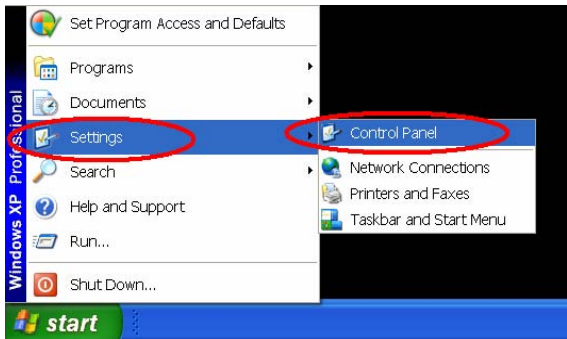 Set Program Access and Defaults
Programs
Documents
Settings
Search
Help and Support
Run...
Shut Down...
Control Panel
Network Connections
Printers and Faxes
Taskbar and Start Menu
Windows XP Professional
start